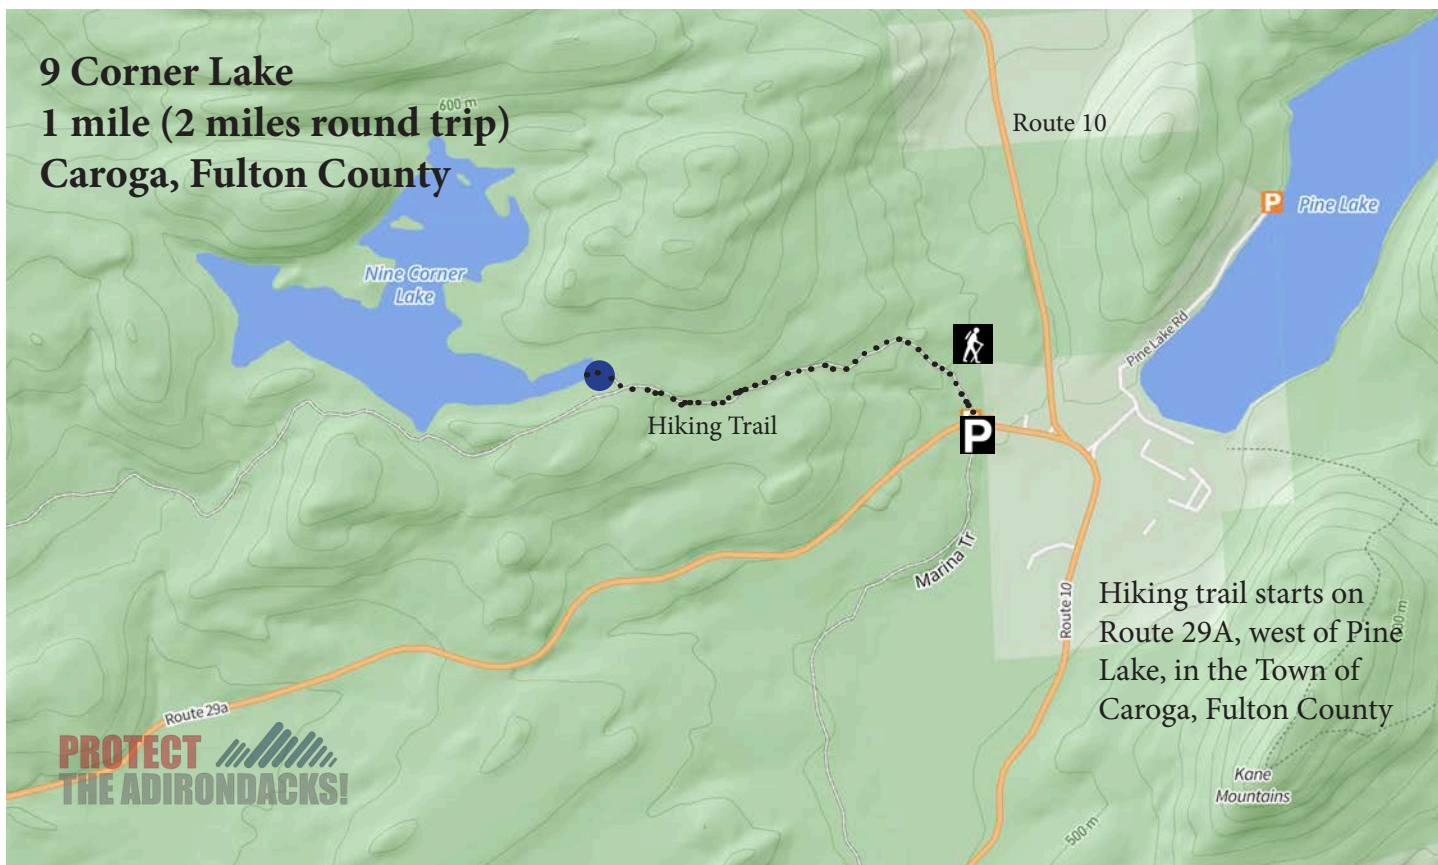 9 Corner Lake
600 m
1 mile (2 miles round trip)
Caroga, Fulton County
Route 10
P
Pine Lake
Nine Corner
Lake
Pine Lake Rd
Hiking Trail
P
Marina Tr
Route 10
Hiking trail starts on
Route 29A, west of Pine
Lake, in the Town of
Caroga, Fulton County
Route 29a
PROTECT
THE ADIRONDACKS!
Kane
Mountains
500 m